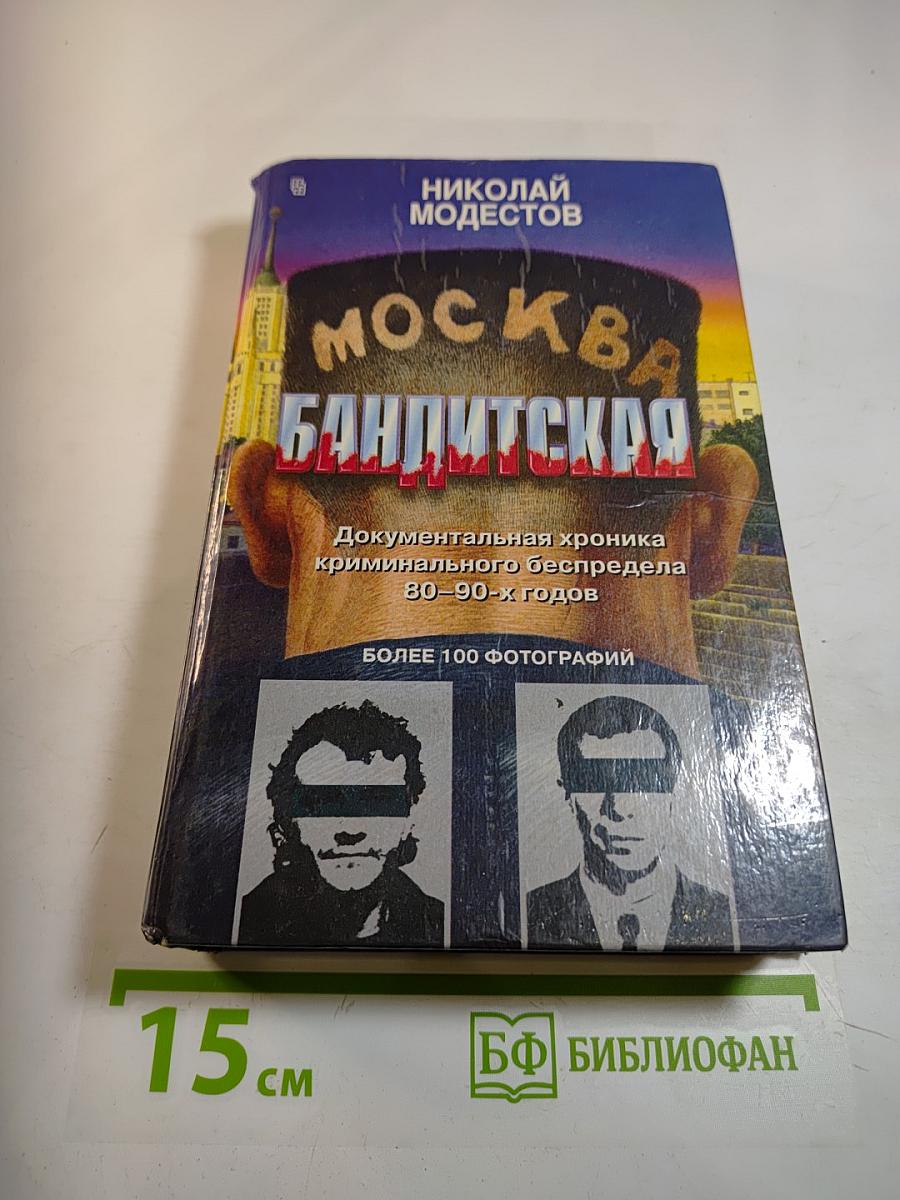 НИКОЛАЙ
МОДЕСТОВ
МОСКВА
БАНДИТСКАЯ
Документальная хроника
криминального беспредела
80–90-х годов
БОЛЕЕ 100 ФОТОГРАФИЙ
15 см
БФ БИБЛИОФАН